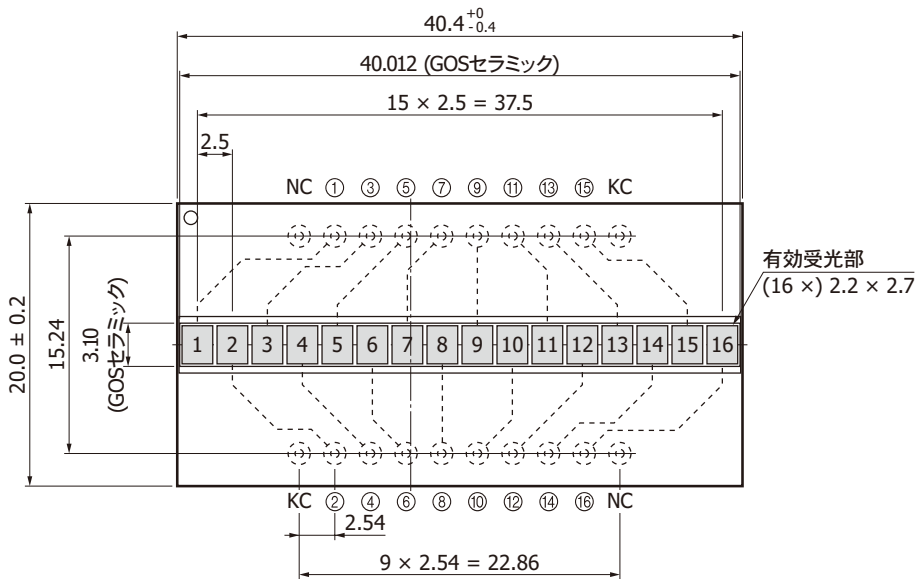 40.4 +0 -0.4
40.012 (GOSセラミック)
15 × 2.5 = 37.5
2.5
NC ① ③ ⑤ ⑦ ⑨ ⑪ ⑬ ⑮ KC
有効受光部
(16 ×) 2.2 × 2.7
20.0 ± 0.2
15.24
3.10
(GOSセラミック)
1 2 3 4 5 6 7 8 9 10 11 12 13 14 15 16
KC ② ④ ⑥ ⑧ ⑩ ⑫ ⑭ ⑯ NC
2.54
9 × 2.54 = 22.86